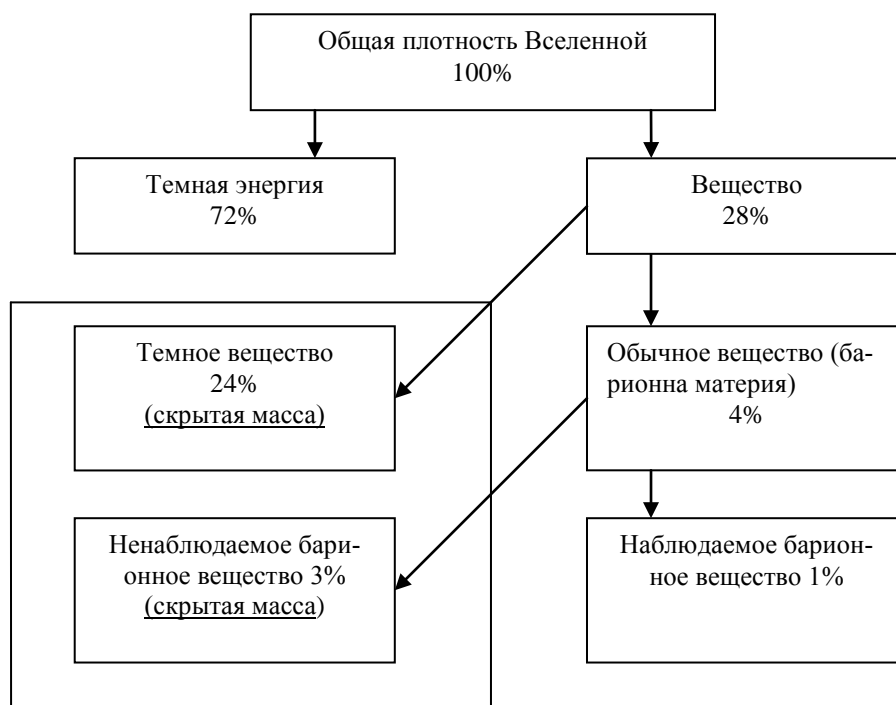 Общая плотность Вселенной
100%
Темная энергия
72%
Вещество
28%
Темное вещество
24%
(скрытая масса)
Обычное вещество (ба-
рионна материя)
4%
Ненаблюдаемое бари-
онное вещество 3%
(скрытая масса)
Наблюдаемое барион-
ное вещество 1%